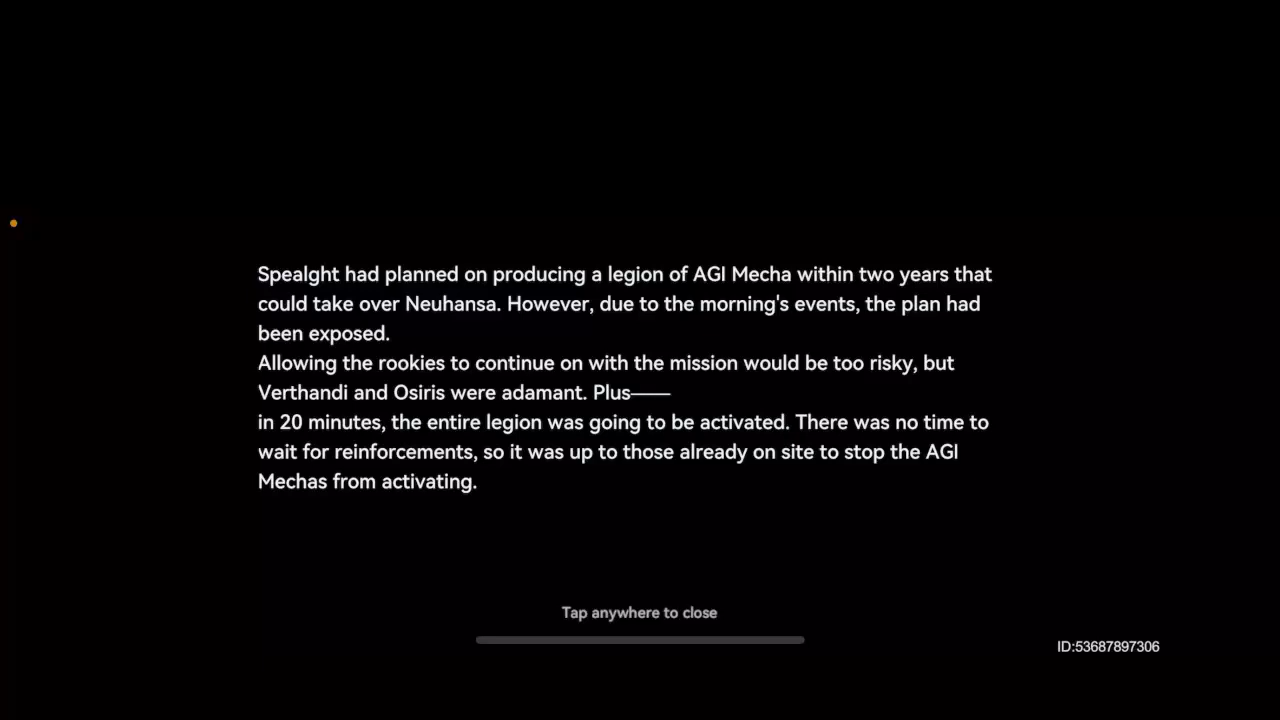 Spealght had planned on producing a legion of AGI Mecha within two years that
could take over Neuhansa. However, due to the morning's events, the plan had
been exposed.
Allowing the rookies to continue on with the mission would be too risky, but
Verthandi and Osiris were adamant. Plus——
in 20 minutes, the entire legion was going to be activated. There was no time to
wait for reinforcements, so it was up to those already on site to stop the AGI
Mechas from activating.
Tap anywhere to close
ID:53687897306